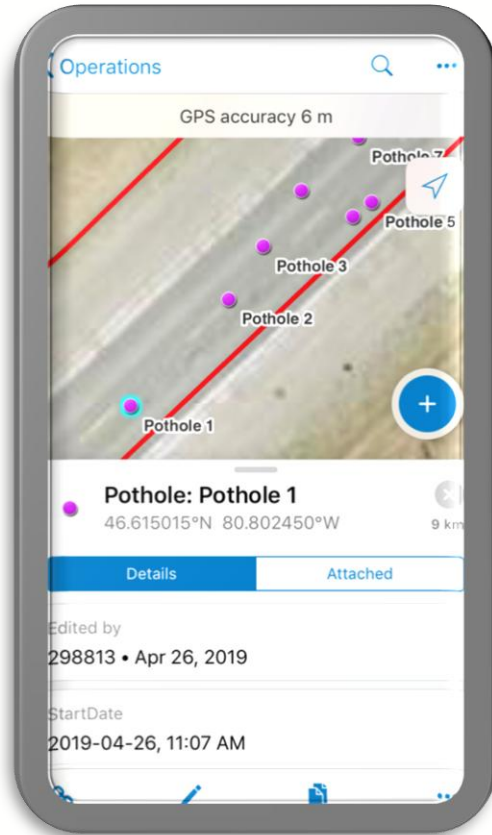 Operations
GPS accuracy 6 m
Pothole 7
Pothole 5
Pothole 3
Pothole 2
Pothole 1
Pothole: Pothole 1
46.615015°N 80.802450°W
9 km
Details
Attached
Edited by
298813 • Apr 26, 2019
StartDate
2019-04-26, 11:07 AM